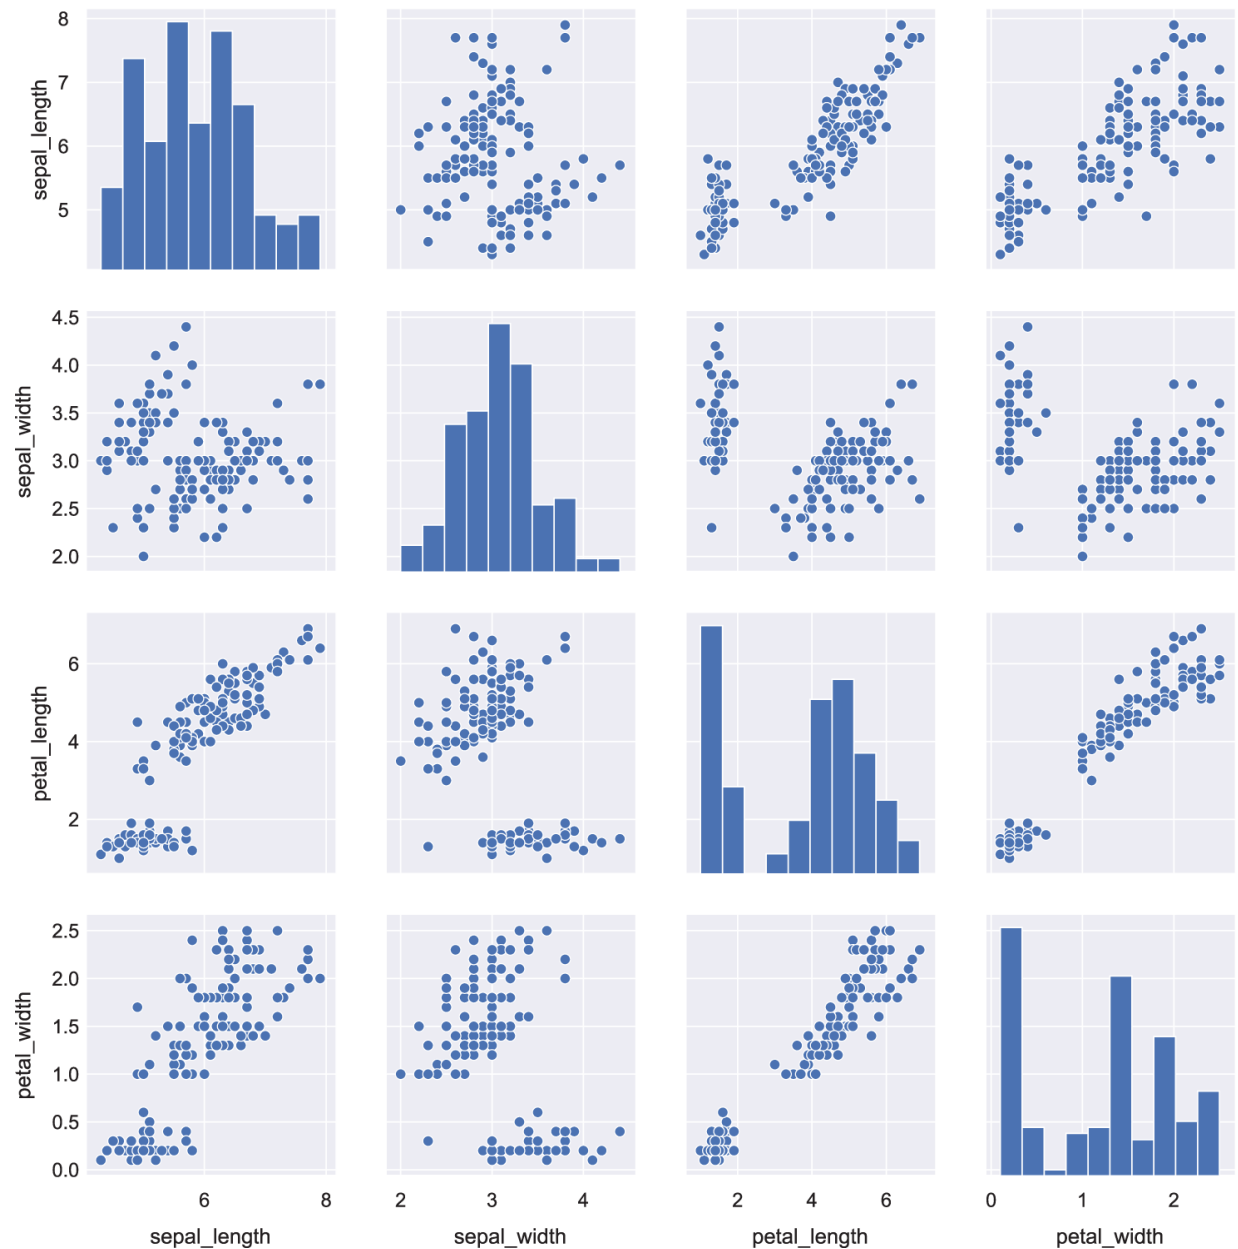 8
7
6
5
sepal_length
4.5
4.0
3.5
3.0
2.5
2.0
sepal_width
6
4
2
petal_length
2.5
2.0
1.5
1.0
0.5
0.0
petal_width
6 8
2 3 4
2 4 6
0 1 2
sepal_length sepal_width petal_length petal_width